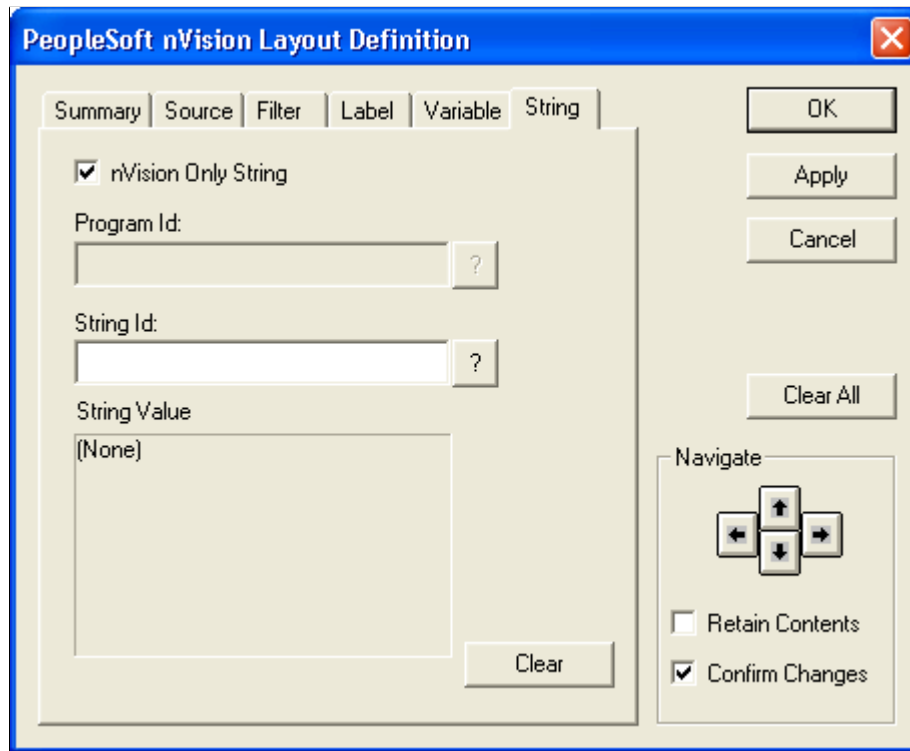 PeopleSoft nVision Layout Definition
Summary Source Filter Label Variable String
nVision Only String
Program Id:
?
String Id:
?
String Value
(None)
Clear
OK
Apply
Cancel
Clear All
Navigate
Retain Contents
Confirm Changes